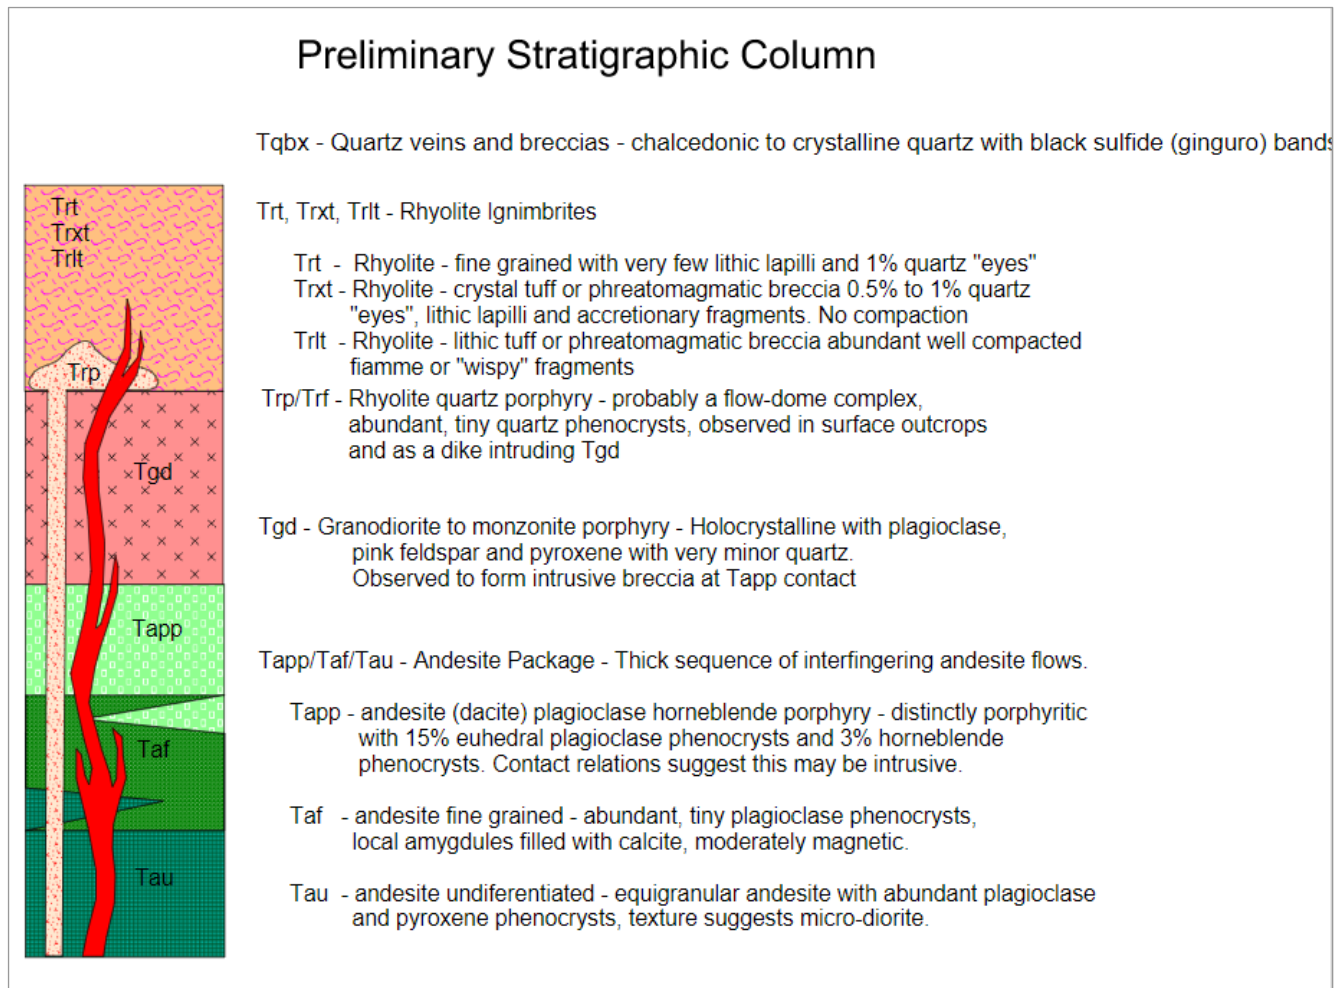 Preliminary Stratigraphic Column
Tqbx - Quartz veins and breccias - chalcedonic to crystalline quartz with black sulfide (ginguro) bands
Trt
Trxt
Trlt
Trp
Tgd
Tapp
Taf
Tau
Trt, Trxt, Trlt - Rhyolite Ignimbrites
Trt - Rhyolite - fine grained with very few lithic lapilli and 1% quartz "eyes"
Trxt - Rhyolite - crystal tuff or phreatomagmatic breccia 0.5% to 1% quartz
"eyes", lithic lapilli and accretionary fragments. No compaction
Trlt - Rhyolite - lithic tuff or phreatomagmatic breccia abundant well compacted
fiamme or "wispy" fragments
Trp/Trf - Rhyolite quartz porphyry - probably a flow-dome complex,
abundant, tiny quartz phenocrysts, observed in surface outcrops
and as a dike intruding Tgd
Tgd - Granodiorite to monzonite porphyry - Holocrystalline with plagioclase,
pink feldspar and pyroxene with very minor quartz.
Observed to form intrusive breccia at Tapp contact
Tapp/Taf/Tau - Andesite Package - Thick sequence of interfingering andesite flows.
Tapp - andesite (dacite) plagioclase horneblende porphyry - distinctly porphyritic
with 15% euhedral plagioclase phenocrysts and 3% horneblende
phenocrysts. Contact relations suggest this may be intrusive.
Taf - andesite fine grained - abundant, tiny plagioclase phenocrysts,
local amygdules filled with calcite, moderately magnetic.
Tau - andesite undiferentiated - equigranular andesite with abundant plagioclase
and pyroxene phenocrysts, texture suggests micro-diorite.